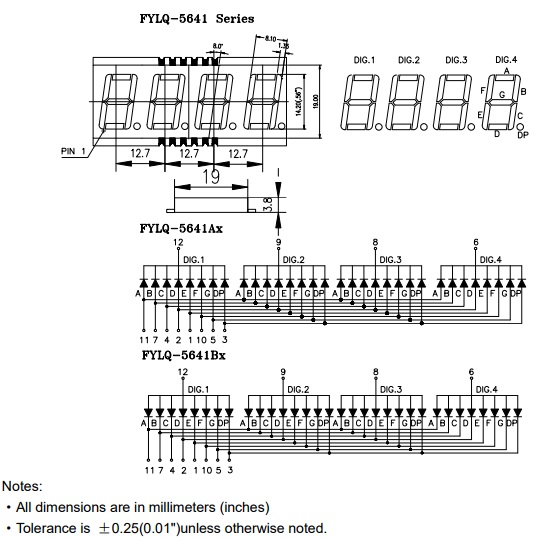 FYLQ-5641 Series
8.10
8.0°
1.35
DIG.1 DIG.2 DIG.3 DIG.4
A
F B
G
E C
D DP
14.20(.56")
19.00
PIN 1
12.7 12.7 12.7
19
3.8
FYLQ-5641Ax
12 9 8 6
DIG.1 DIG.2 DIG.3 DIG.4
A B C D E F G DP A B C D E F G DP A B C D E F G DP A B C D E F G DP
11 7 4 2 1 10 5 3
FYLQ-5641Bx
12 9 8 6
DIG.1 DIG.2 DIG.3 DIG.4
A B C D E F G DP A B C D E F G DP A B C D E F G DP A B C D E F G DP
11 7 4 2 1 10 5 3
Notes:
・All dimensions are in millimeters (inches)
・Tolerance is ±0.25(0.01")unless otherwise noted.